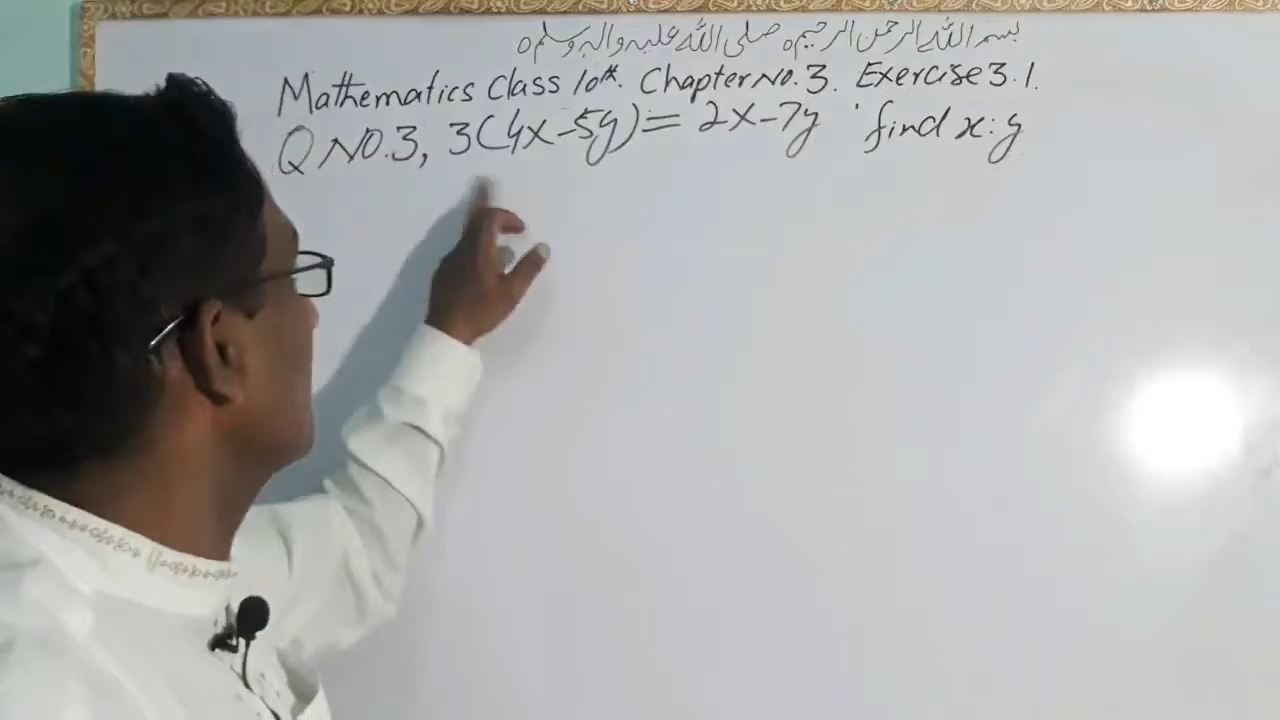 بسم اللہ الرحمن الرحیم ہ صلی اللہ علیہ والہ وسلم ہ
Mathematics Class 10th. Chapter No. 3. Exercise 3.1.
Q No.3, 3(4x-5y)= 2x-7y find x:y